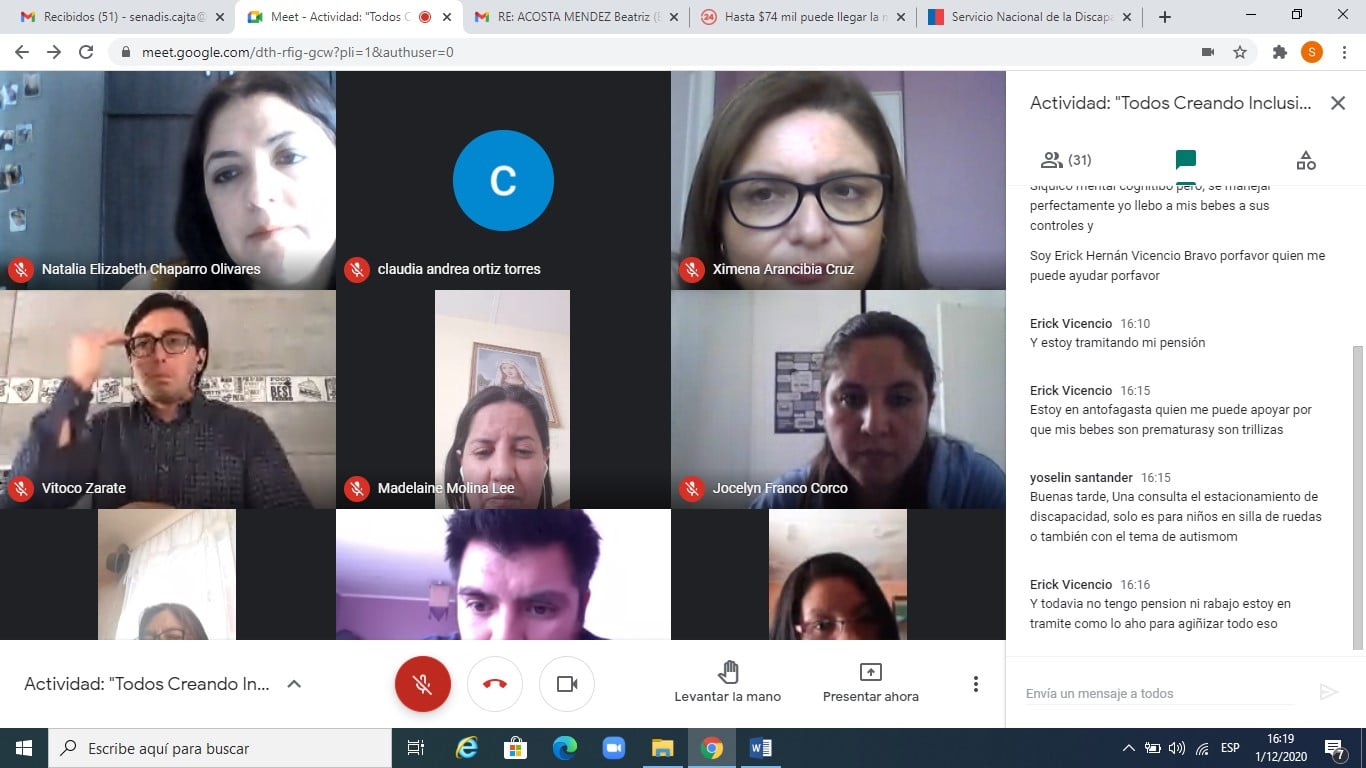 Recibidos (51) - senadis.cajta@
Meet - Actividad: "Todos C
RE: ACOSTA MENDEZ Beatriz (
24
Hasta $74 mil puede llegar la
Servicio Nacional de la Discap
meet.google.com/dth-rfig-gcw?pli=1&authuser=0
S
Natalia Elizabeth Chaparro Olivares
C
claudia andrea ortiz torres
Ximena Arancibia Cruz
BEST
Vitoco Zarate
Madelaine Molina Lee
Jocelyn Franco Corco
Actividad: "Todos Creando Inclusi...
(31)
Siquico mental cognitibo pero, se manejar
perfectamente yo llebo a mis bebes a sus
controles y
Soy Erick Hernán Vicencio Bravo porfavor quien me
puede ayudar porfavor
Erick Vicencio 16:10
Y estoy tramitando mi pensión
Erick Vicencio 16:15
Estoy en antofagasta quien me puede apoyar por
que mis bebes son prematurasy son trillizas
yoselin santander 16:15
Buenas tarde, Una consulta el estacionamiento de
discapacidad, solo es para niños en silla de ruedas
o también con el tema de autismom
Erick Vicencio 16:16
Y todavia no tengo pension ni rabajo estoy en
tramite como lo aho para agiñizar todo eso
Envía un mensaje a todos
Actividad: "Todos Creando In...
Levantar la mano
Presentar ahora
Escribe aquí para buscar
ESP
16:19
1/12/2020
7